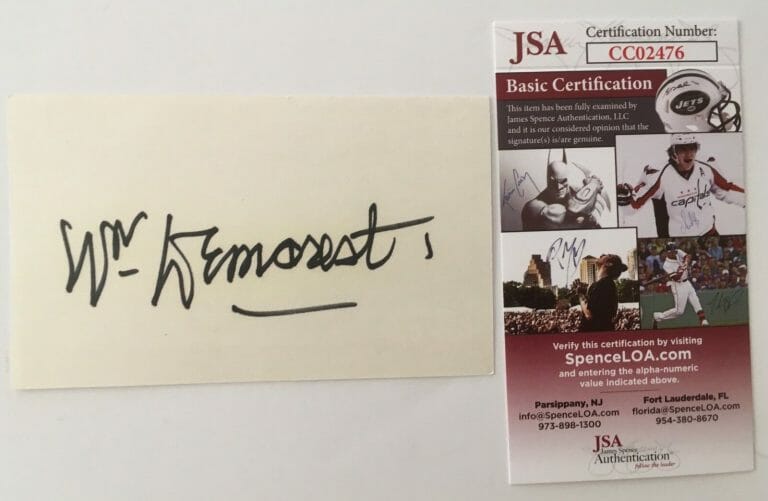 Wm Demarest
JSA
Certification Number:
CC02476
Basic Certification
This item has been fully examined by
James Spence Authentication, LLC
and it is our considered opinion that the
signature(s) is/are genuine.
JETS
capitals
Verify this certification by visiting
SpenceLOA.com
and entering the alpha-numeric
value indicated above.
Parsippany, NJ
info@SpenceLOA.com
973-898-1300
Fort Lauderdale, FL
florida@SpenceLOA.com
954-380-8670
JSA
James Spence
Authentication
follow the leader